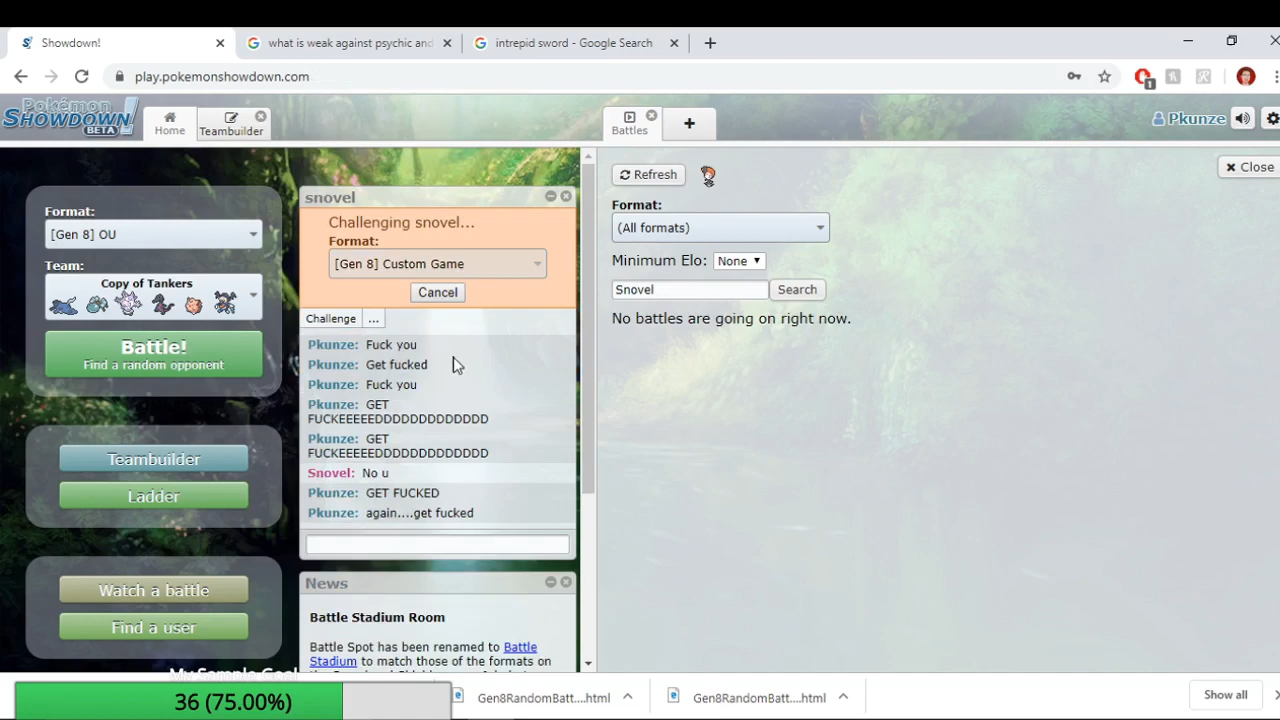 Showdown!
what is weak against psychic and
intrepid sword - Google Search
play.pokemonshowdown.com
1
Pokémon
SHOWDOWN!
BETA
Home
Teambuilder
Battles
+
Pkunze
Format:
[Gen 8] OU
Team:
Copy of Tankers
Battle!
Find a random opponent
Teambuilder
Ladder
Watch a battle
Find a user
snovel
Challenging snovel...
Format:
[Gen 8] Custom Game
Cancel
Challenge
...
Pkunze: Fuck you
Pkunze: Get fucked
Pkunze: Fuck you
Pkunze: GET
FUCKEEEEEDDDDDDDDDDDDD
Pkunze: GET
FUCKEEEEEDDDDDDDDDDDDD
Snovel: No u
Pkunze: GET FUCKED
Pkunze: again....get fucked
News
Battle Stadium Room
Battle Spot has been renamed to Battle
Stadium to match those of the formats on
Refresh
Close
Format:
(All formats)
Minimum Elo: None
Snovel
Search
No battles are going on right now.
My Sample Goal
36 (75.00%)
Gen8RandomBatt....html
Gen8RandomBatt....html
Show all